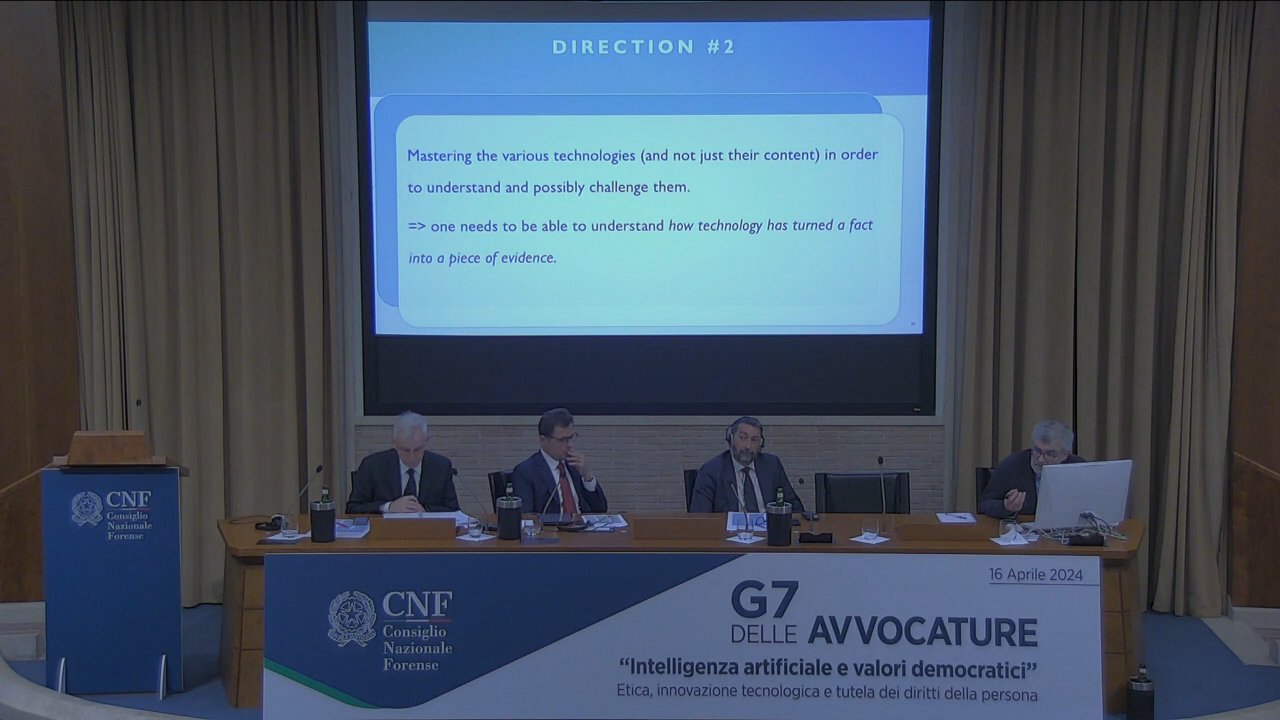 DIRECTION #2
Mastering the various technologies (and not just their content) in order
to understand and possibly challenge them.
=> one needs to be able to understand how technology has turned a fact
into a piece of evidence.
CNF
Consiglio
Nazionale
Forense
CNF
Consiglio
Nazionale
Forense
16 Aprile 2024
G7
DELLE AVVOCATURE
“Intelligenza artificiale e valori democratici”
Etica, innovazione tecnologica e tutela dei diritti della persona